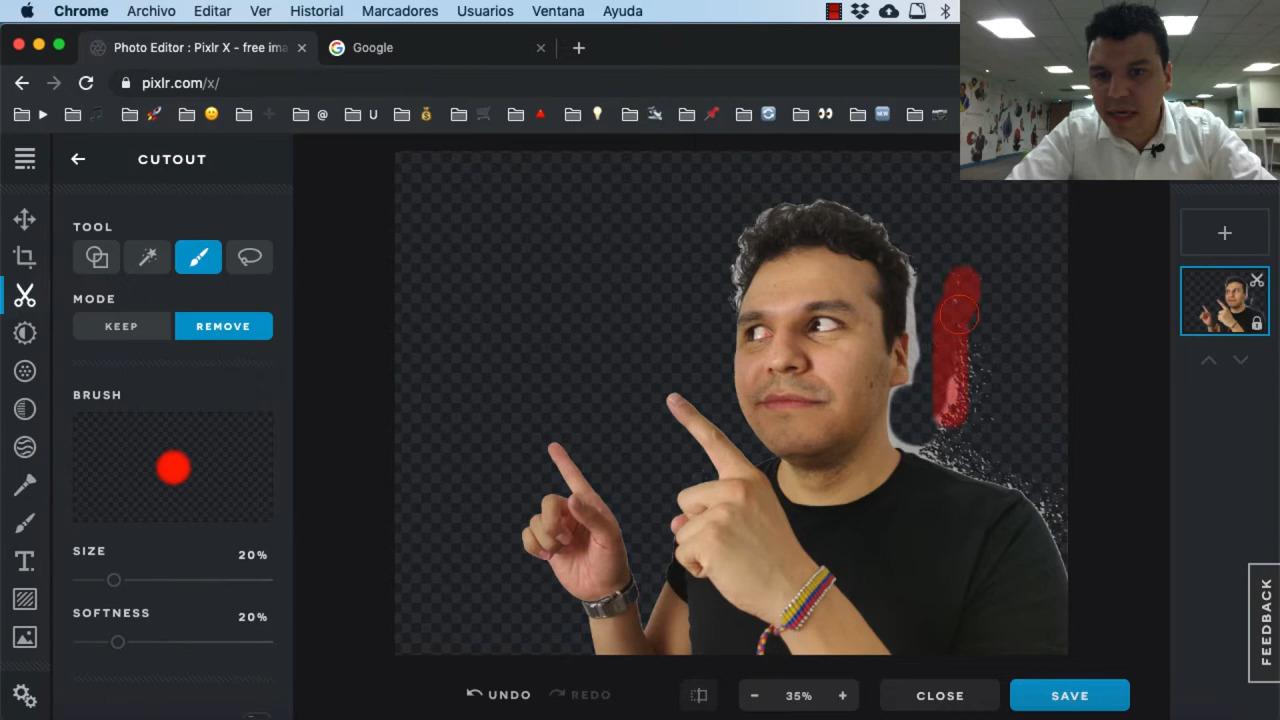 Chrome Archivo Editar Ver Historial Marcadores Usuarios Ventana Ayuda
Photo Editor : Pixlr X - free ima
Google
pixlr.com/x/
@ U
NEW
CUTOUT
TOOL
MODE
KEEP REMOVE
BRUSH
SIZE 20%
SOFTNESS 20%
UNDO REDO
35%
CLOSE
SAVE
FEEDBACK